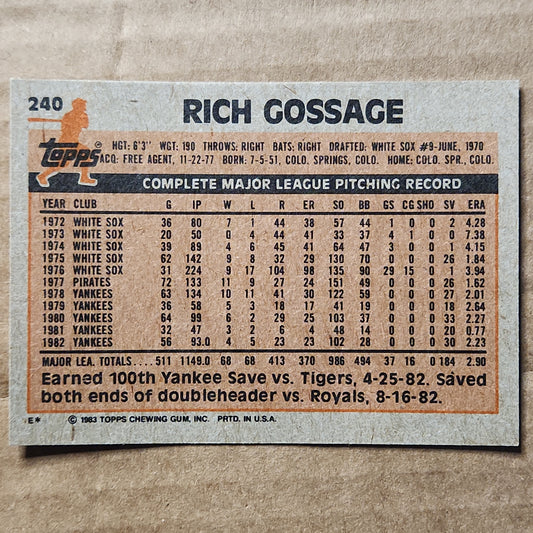 240 RICH GOSSAGE
HGT: 6'3" WGT: 190 THROWS: RIGHT BATS: RIGHT DRAFTED: WHITE SOX #9-JUNE, 1970
TOPPS
ACQ: FREE AGENT, 11-22-77 BORN: 7-5-51, COLO. SPRINGS, COLO. HOME: COLO. SPR., COLO.
COMPLETE MAJOR LEAGUE PITCHING RECORD
YEAR CLUB G IP W L R ER SO BB GS CG SHO SV ERA
1972 WHITE SOX 36 80 7 1 44 38 57 44 1 0 0 2 4.28
1973 WHITE SOX 20 50 0 4 44 41 33 37 4 1 0 0 7.38
1974 WHITE SOX 39 89 4 6 45 41 64 47 3 0 0 1 4.15
1975 WHITE SOX 62 142 9 8 32 29 130 70 0 0 0 26 1.84
1976 WHITE SOX 31 224 9 17 104 98 135 90 29 15 0 1 3.94
1977 PIRATES 72 133 11 9 27 24 151 49 0 0 0 26 1.62
1978 YANKEES 63 134 10 11 41 30 122 59 0 0 0 27 2.01
1979 YANKEES 36 58 5 3 18 17 41 19 0 0 0 18 2.64
1980 YANKEES 64 99 6 2 29 25 103 37 0 0 0 33 2.27
1981 YANKEES 32 47 3 2 6 4 48 14 0 0 0 20 0.77
1982 YANKEES 56 93.0 4 5 23 23 102 28 0 0 0 30 2.23
MAJOR LEA. TOTALS 511 1149.0 68 68 413 370 986 494 37 16 0 184 2.90
Earned 100th Yankee Save vs. Tigers, 4-25-82. Saved
both ends of doubleheader vs. Royals, 8-16-82.
E* © 1983 TOPPS CHEWING GUM, INC. PRTD. IN U.S.A.